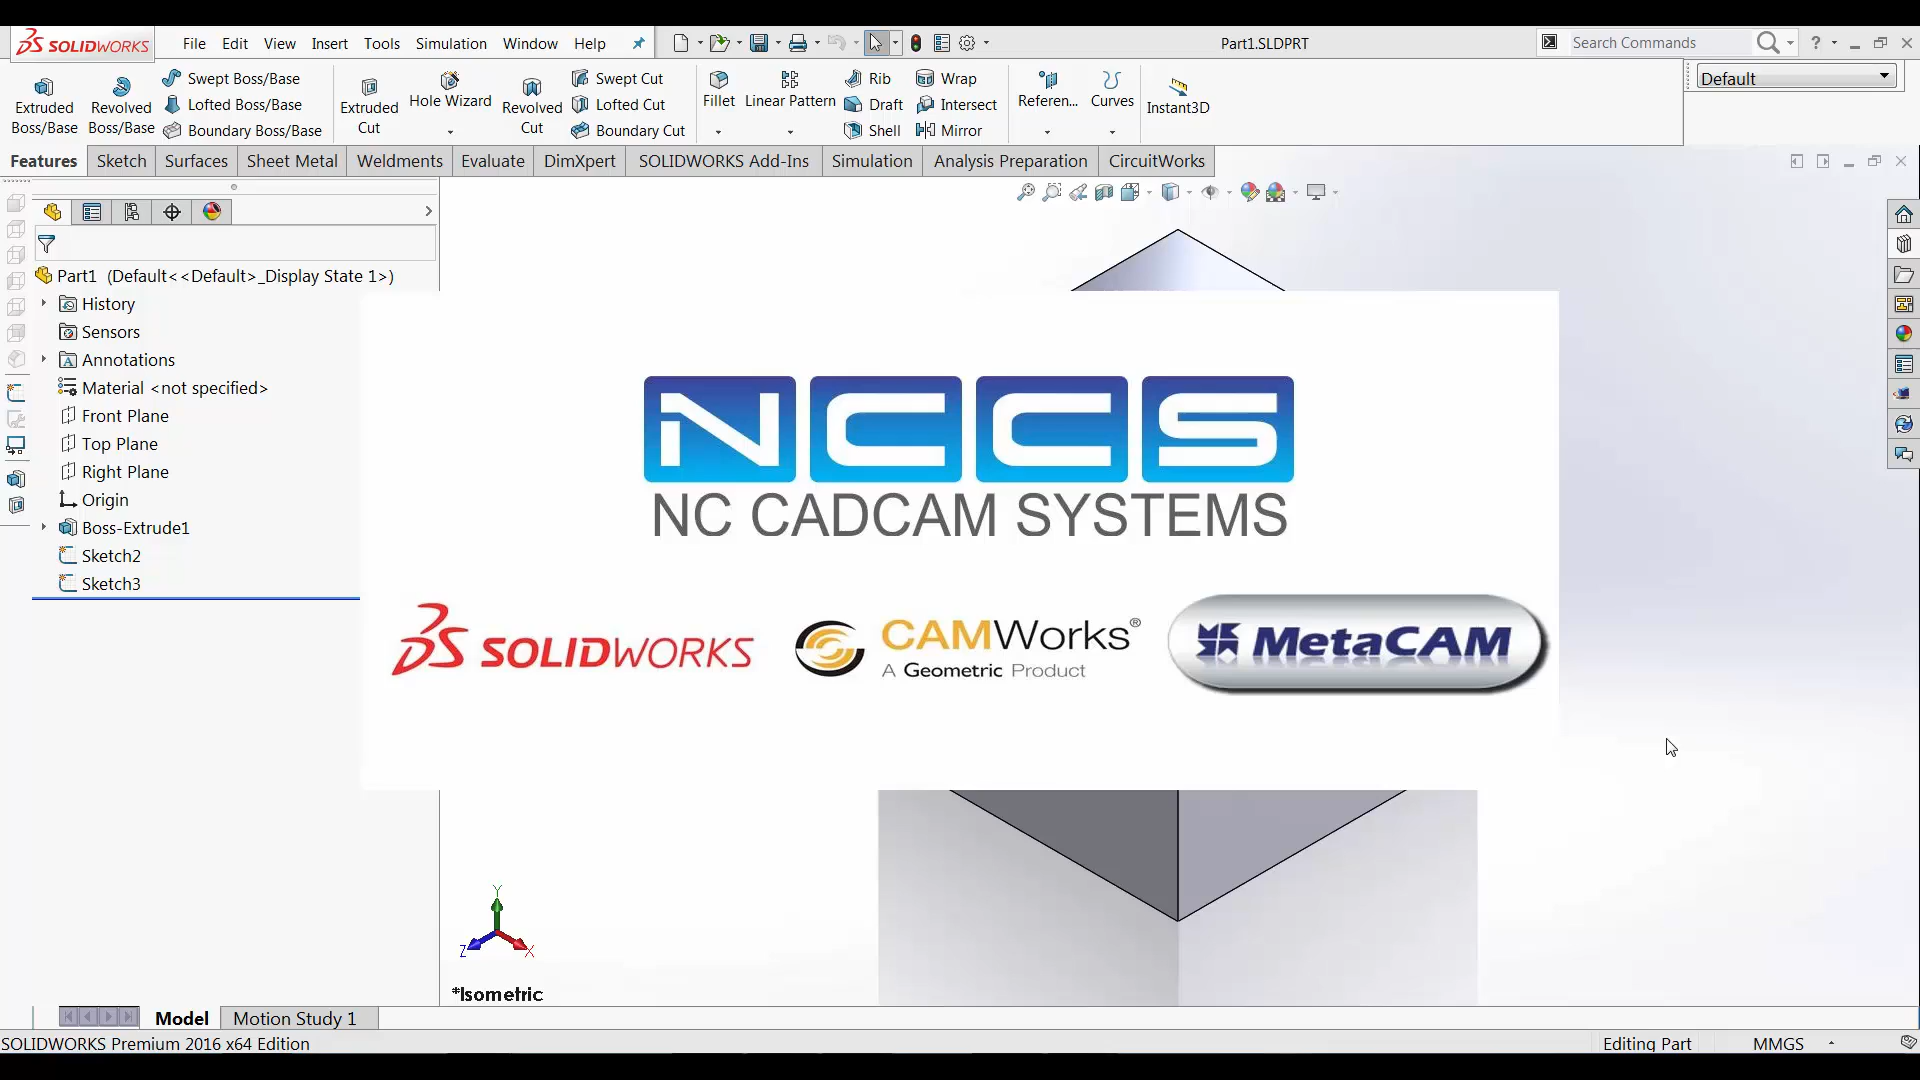 SOLIDWORKS File Edit View Insert Tools Simulation Window Help Part1.SLDPRT Search Commands ?
Extruded Boss/Base
Revolved Boss/Base
Swept Boss/Base
Lofted Boss/Base
Boundary Boss/Base
Extruded Cut
Hole Wizard
Revolved Cut
Swept Cut
Lofted Cut
Boundary Cut
Fillet
Linear Pattern
Rib
Draft
Shell
Wrap
Intersect
Mirror
Referen...
Curves
Instant3D
Default
Features Sketch Surfaces Sheet Metal Weldments Evaluate DimXpert SOLIDWORKS Add-Ins Simulation Analysis Preparation CircuitWorks
Part1 (Default<<Default>_Display State 1>)
History
Sensors
Annotations
Material <not specified>
Front Plane
Top Plane
Right Plane
Origin
Boss-Extrude1
Sketch2
Sketch3
NCCS
NC CADCAM SYSTEMS
SOLIDWORKS
CAMWorks®
A Geometric Product
MetaCAM
Y
Z X
*Isometric
Model Motion Study 1
SOLIDWORKS Premium 2016 x64 Edition Editing Part MMGS